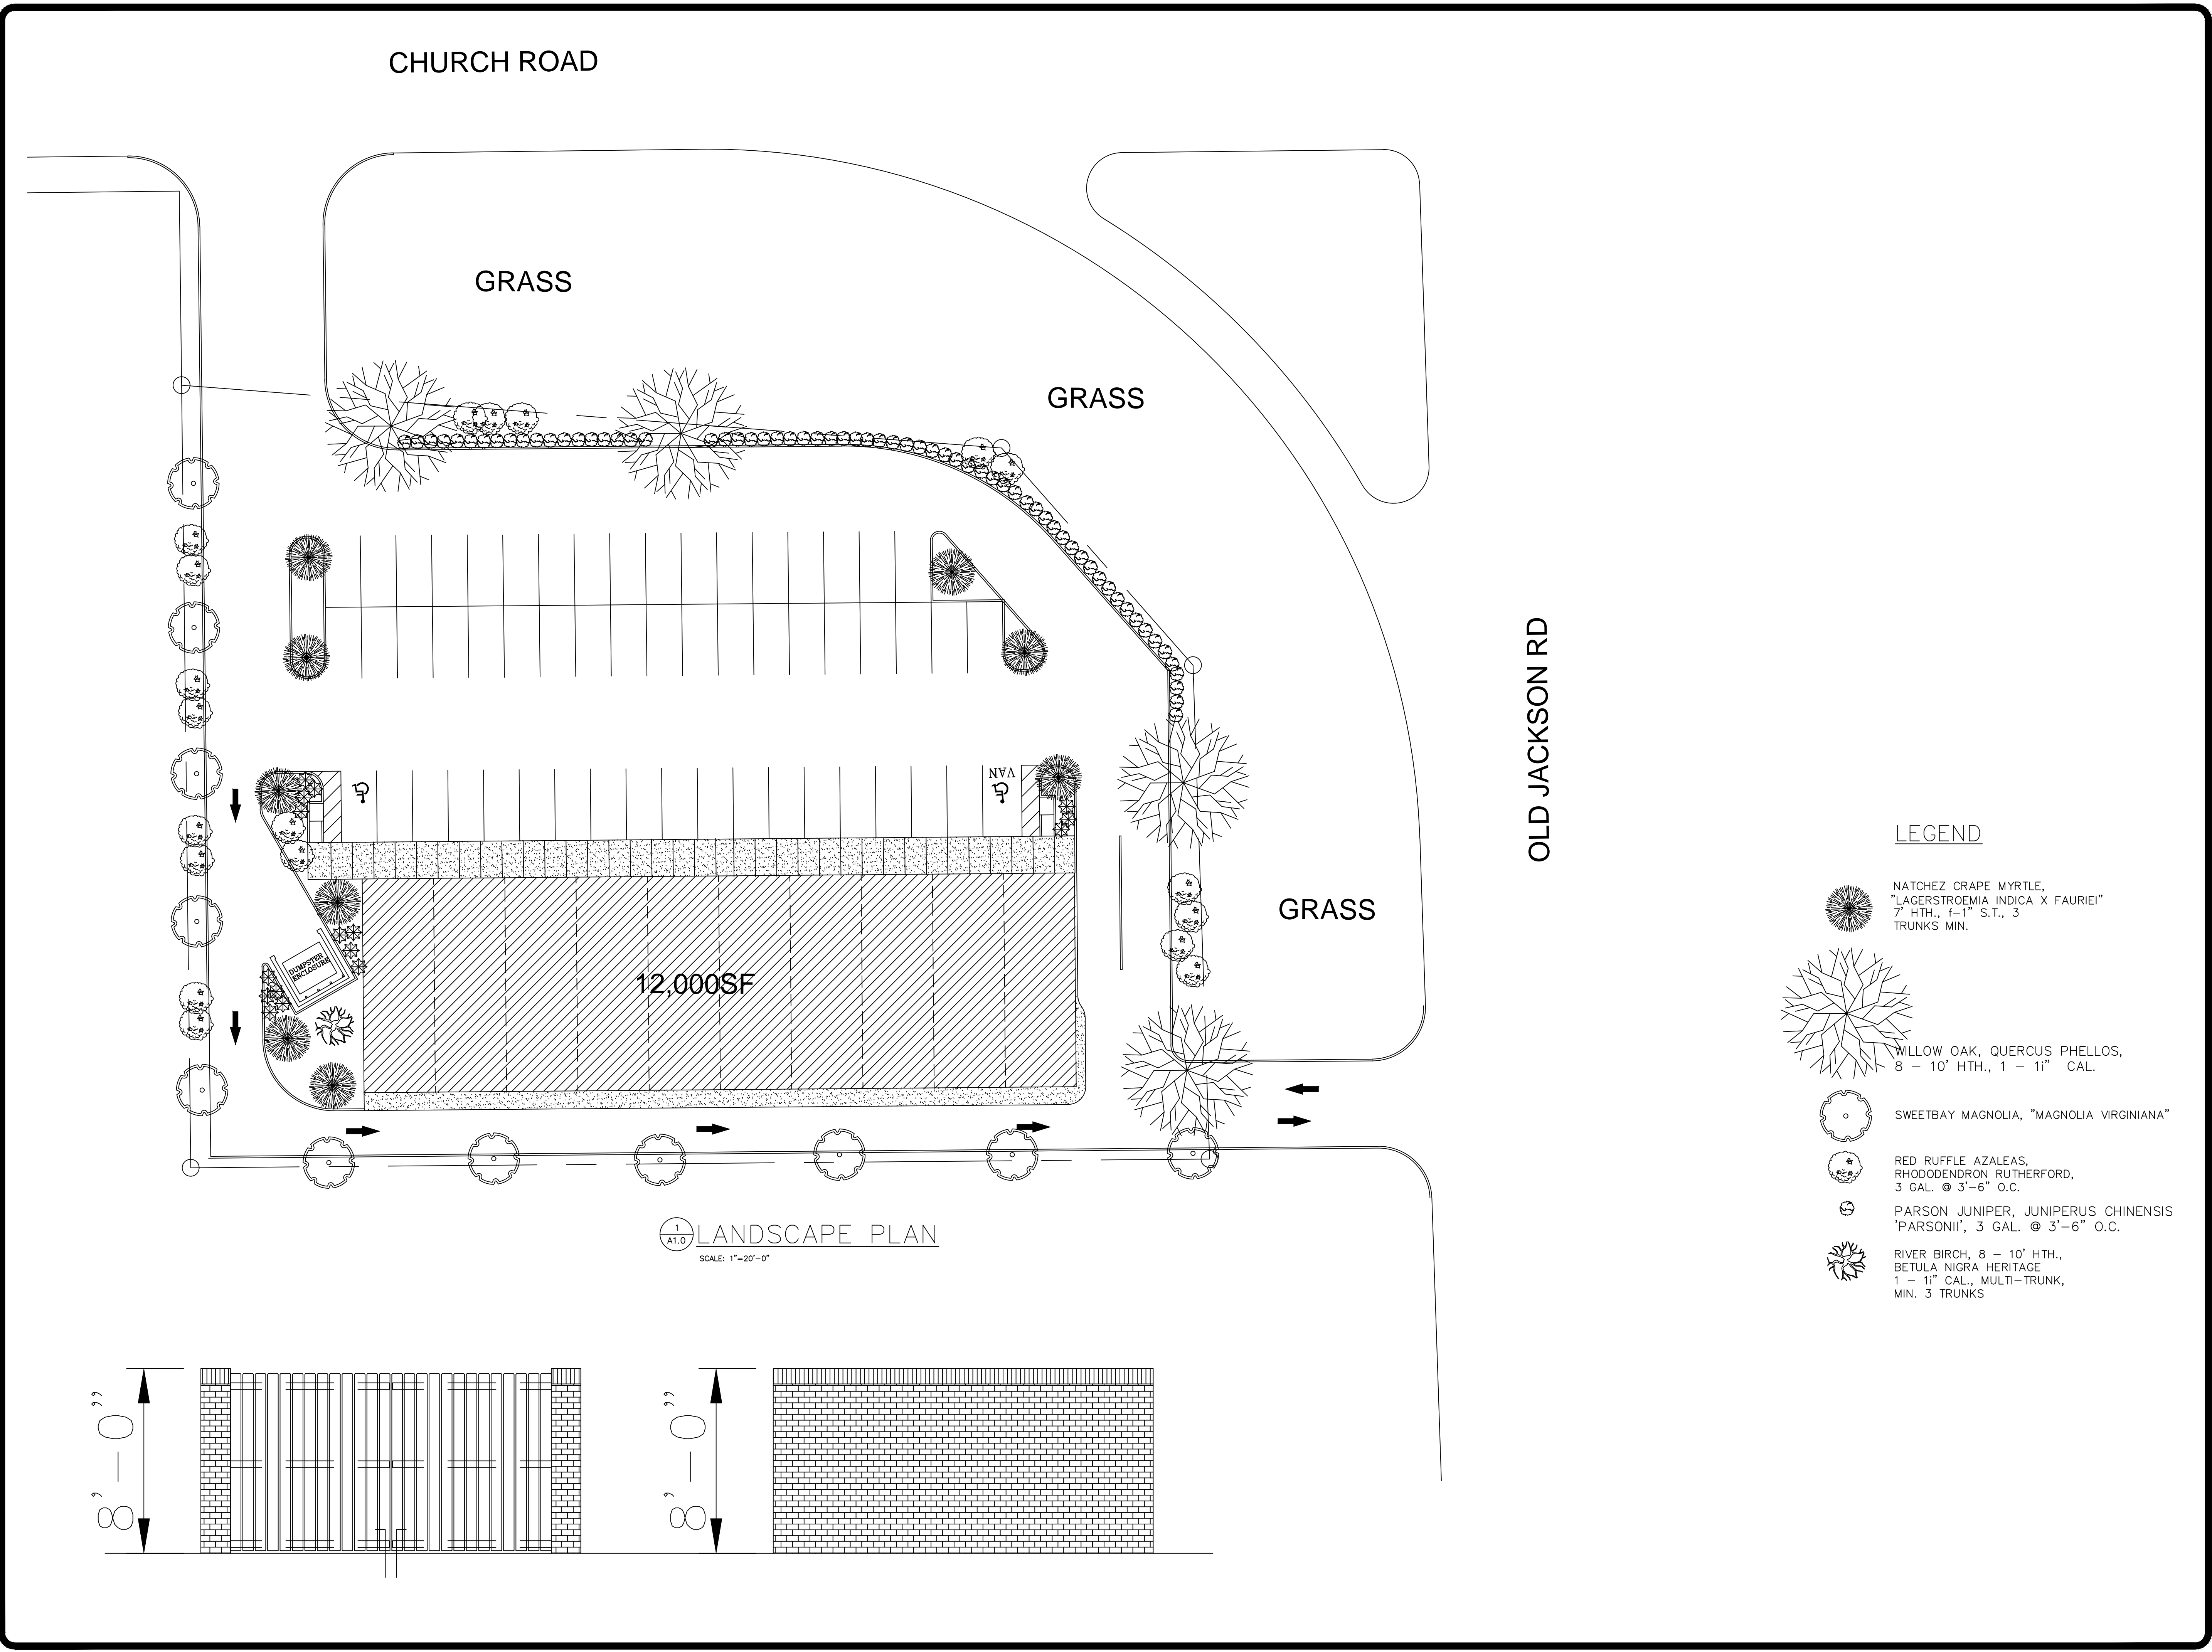 CHURCH ROAD
GRASS
GRASS
OLD JACKSON RD
VAN
GRASS
DUMPSTER
ENCLOSURE
12,000SF
LEGEND
NATCHEZ CRAPE MYRTLE,
"LAGERSTROEMIA INDICA X FAURIEI"
7' HTH., f-1" S.T., 3
TRUNKS MIN.
WILLOW OAK, QUERCUS PHELLOS,
8 - 10' HTH., 1 - 1i" CAL.
SWEETBAY MAGNOLIA, "MAGNOLIA VIRGINIANA"
RED RUFFLE AZALEAS,
RHODODENDRON RUTHERFORD,
3 GAL. @ 3'-6" O.C.
PARSON JUNIPER, JUNIPERUS CHINENSIS
'PARSONII', 3 GAL. @ 3'-6" O.C.
RIVER BIRCH, 8 - 10' HTH.,
BETULA NIGRA HERITAGE
1 - 1i" CAL., MULTI-TRUNK,
MIN. 3 TRUNKS
1
A1.0
LANDSCAPE PLAN
SCALE: 1"=20'-0"
8' - 0"
8' - 0"